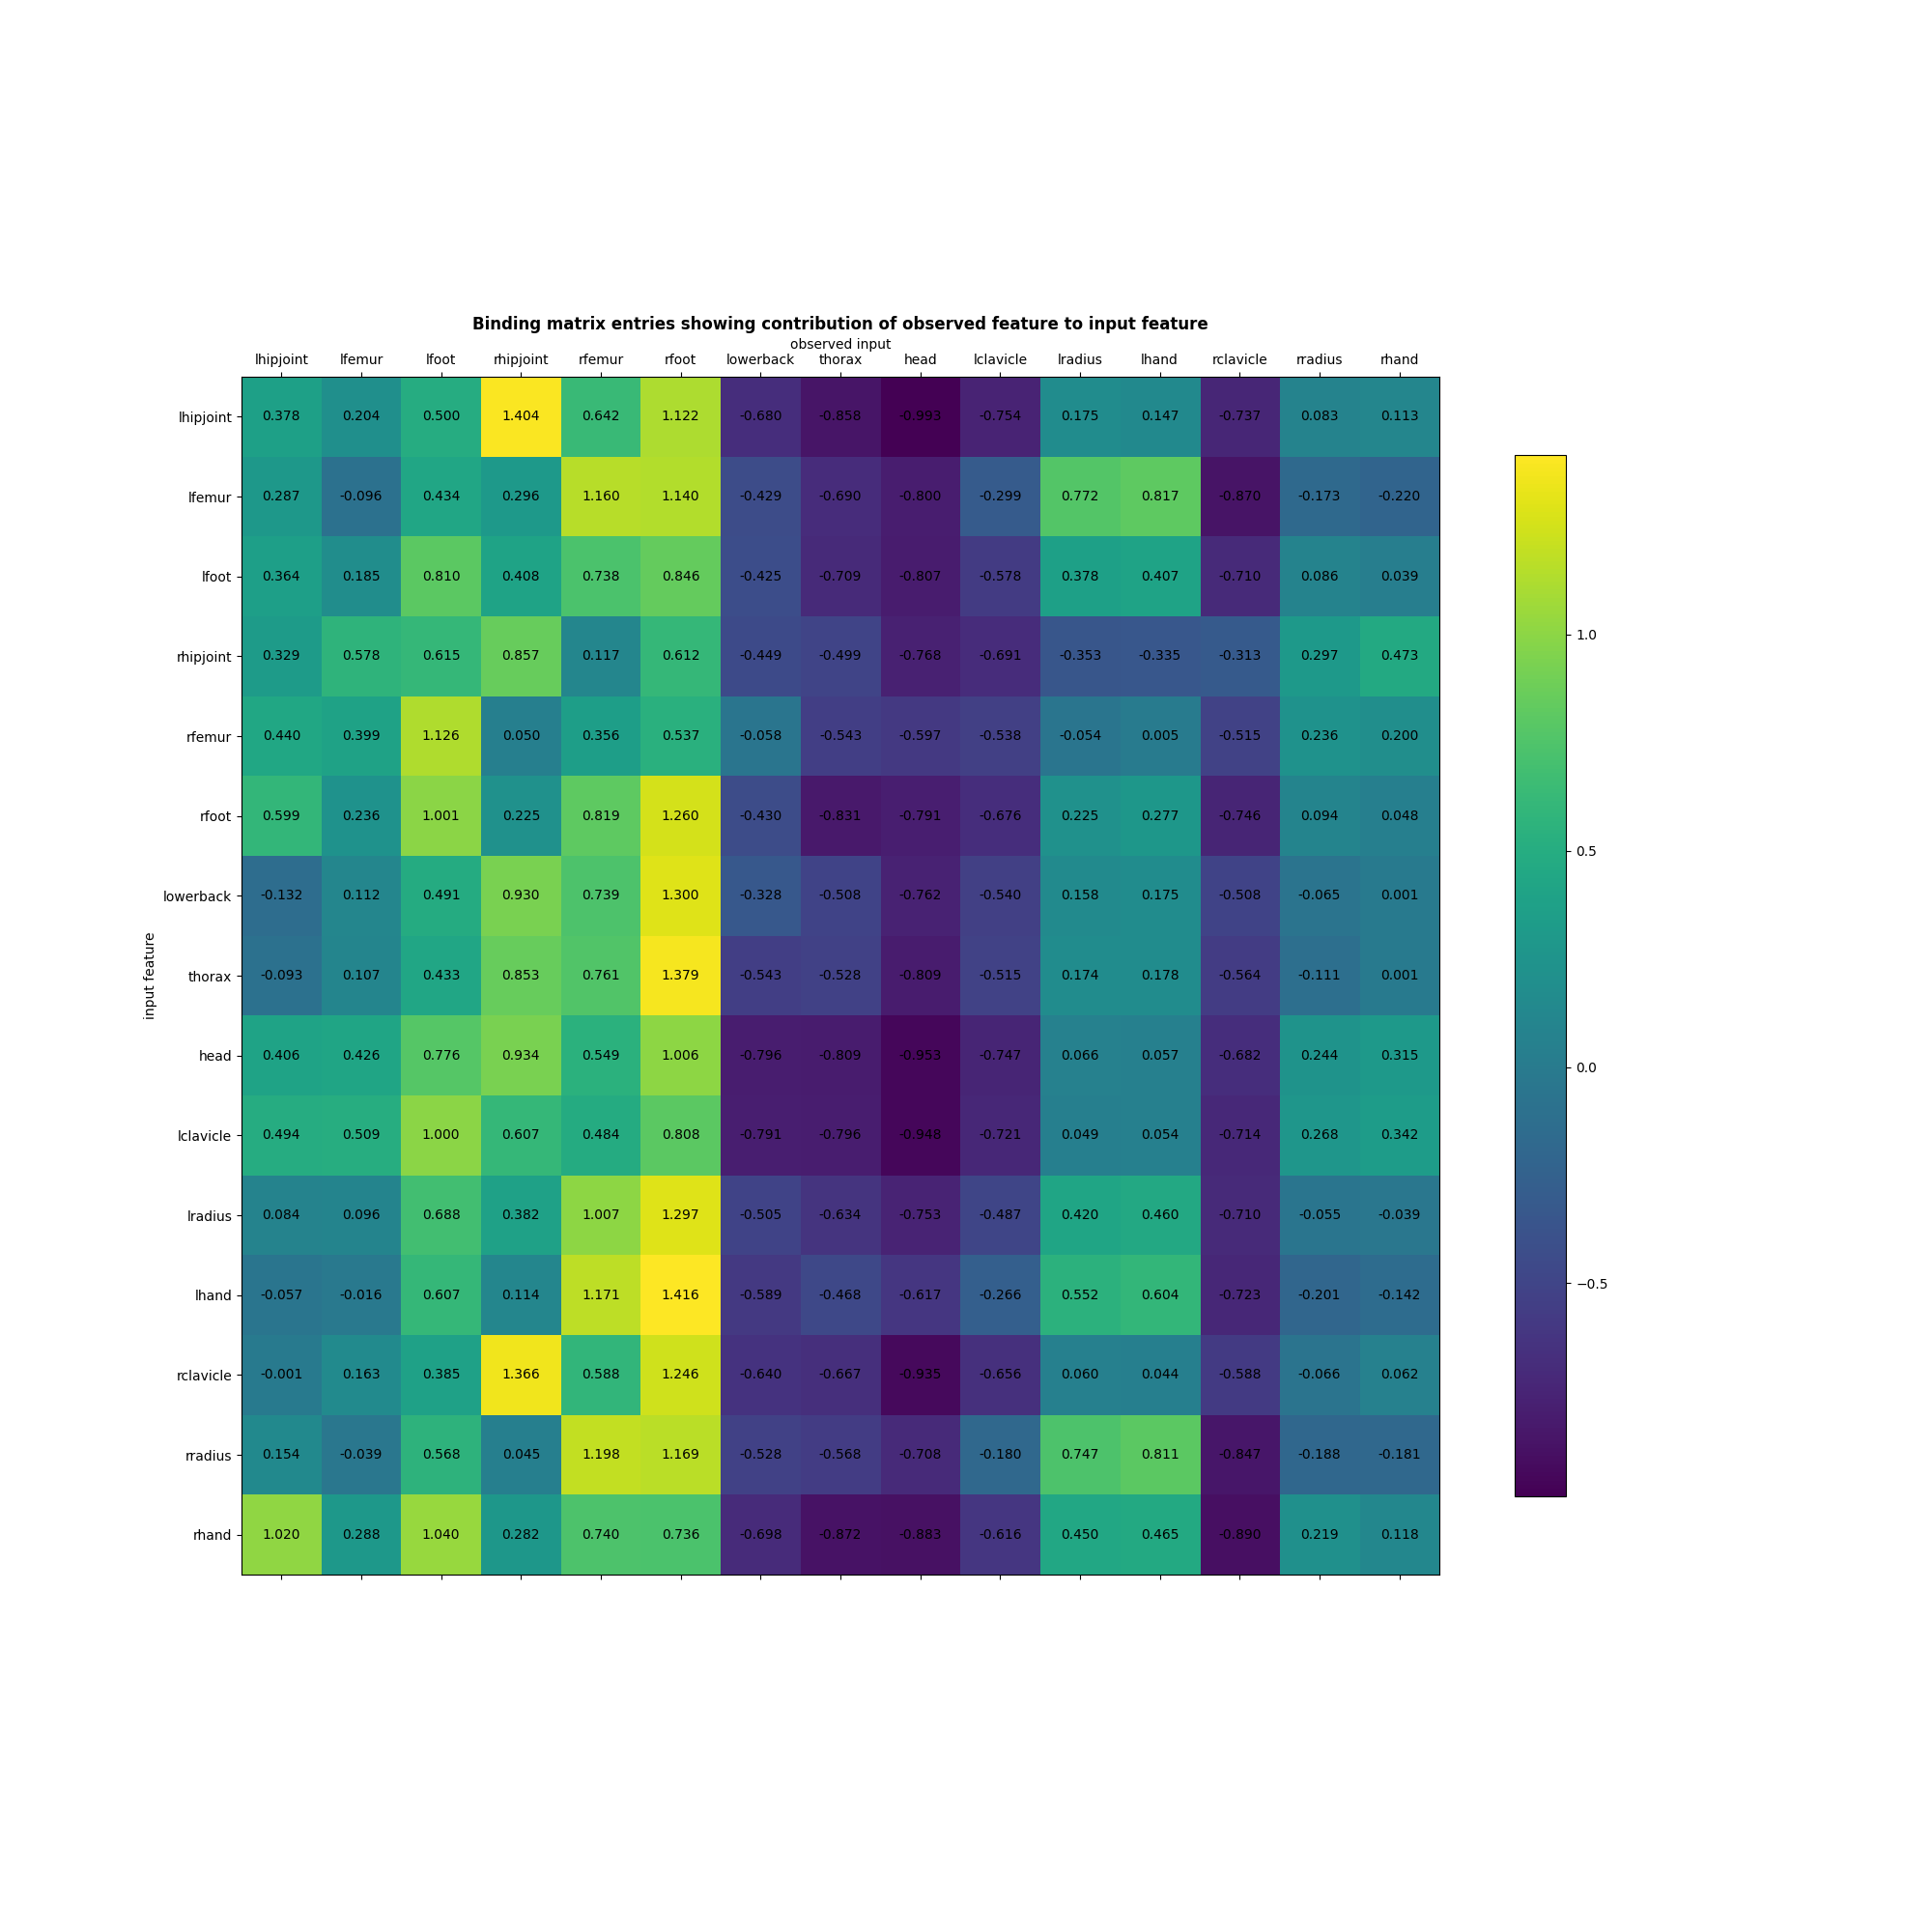 Binding matrix entries showing contribution of observed feature to input feature
observed input
lhipjoint lfemur lfoot rhipjoint rfemur rfoot lowerback thorax head lclavicle lradius lhand rclavicle rradius rhand
lhipjoint 0.378 0.204 0.500 1.404 0.642 1.122 -0.680 -0.858 -0.993 -0.754 0.175 0.147 -0.737 0.083 0.113
lfemur 0.287 -0.096 0.434 0.296 1.160 1.140 -0.429 -0.690 -0.800 -0.299 0.772 0.817 -0.870 -0.173 -0.220
lfoot 0.364 0.185 0.810 0.408 0.738 0.846 -0.425 -0.709 -0.807 -0.578 0.378 0.407 -0.710 0.086 0.039
rhipjoint 0.329 0.578 0.615 0.857 0.117 0.612 -0.449 -0.499 -0.768 -0.691 -0.353 -0.335 -0.313 0.297 0.473
rfemur 0.440 0.399 1.126 0.050 0.356 0.537 -0.058 -0.543 -0.597 -0.538 -0.054 0.005 -0.515 0.236 0.200
rfoot 0.599 0.236 1.001 0.225 0.819 1.260 -0.430 -0.831 -0.791 -0.676 0.225 0.277 -0.746 0.094 0.048
lowerback -0.132 0.112 0.491 0.930 0.739 1.300 -0.328 -0.508 -0.762 -0.540 0.158 0.175 -0.508 -0.065 0.001
thorax -0.093 0.107 0.433 0.853 0.761 1.379 -0.543 -0.528 -0.809 -0.515 0.174 0.178 -0.564 -0.111 0.001
head 0.406 0.426 0.776 0.934 0.549 1.006 -0.796 -0.809 -0.953 -0.747 0.066 0.057 -0.682 0.244 0.315
lclavicle 0.494 0.509 1.000 0.607 0.484 0.808 -0.791 -0.796 -0.948 -0.721 0.049 0.054 -0.714 0.268 0.342
lradius 0.084 0.096 0.688 0.382 1.007 1.297 -0.505 -0.634 -0.753 -0.487 0.420 0.460 -0.710 -0.055 -0.039
lhand -0.057 -0.016 0.607 0.114 1.171 1.416 -0.589 -0.468 -0.617 -0.266 0.552 0.604 -0.723 -0.201 -0.142
rclavicle -0.001 0.163 0.385 1.366 0.588 1.246 -0.640 -0.667 -0.935 -0.656 0.060 0.044 -0.588 -0.066 0.062
rradius 0.154 -0.039 0.568 0.045 1.198 1.169 -0.528 -0.568 -0.708 -0.180 0.747 0.811 -0.847 -0.188 -0.181
rhand 1.020 0.288 1.040 0.282 0.740 0.736 -0.698 -0.872 -0.883 -0.616 0.450 0.465 -0.890 0.219 0.118
input feature
1.0
0.5
0.0
−0.5